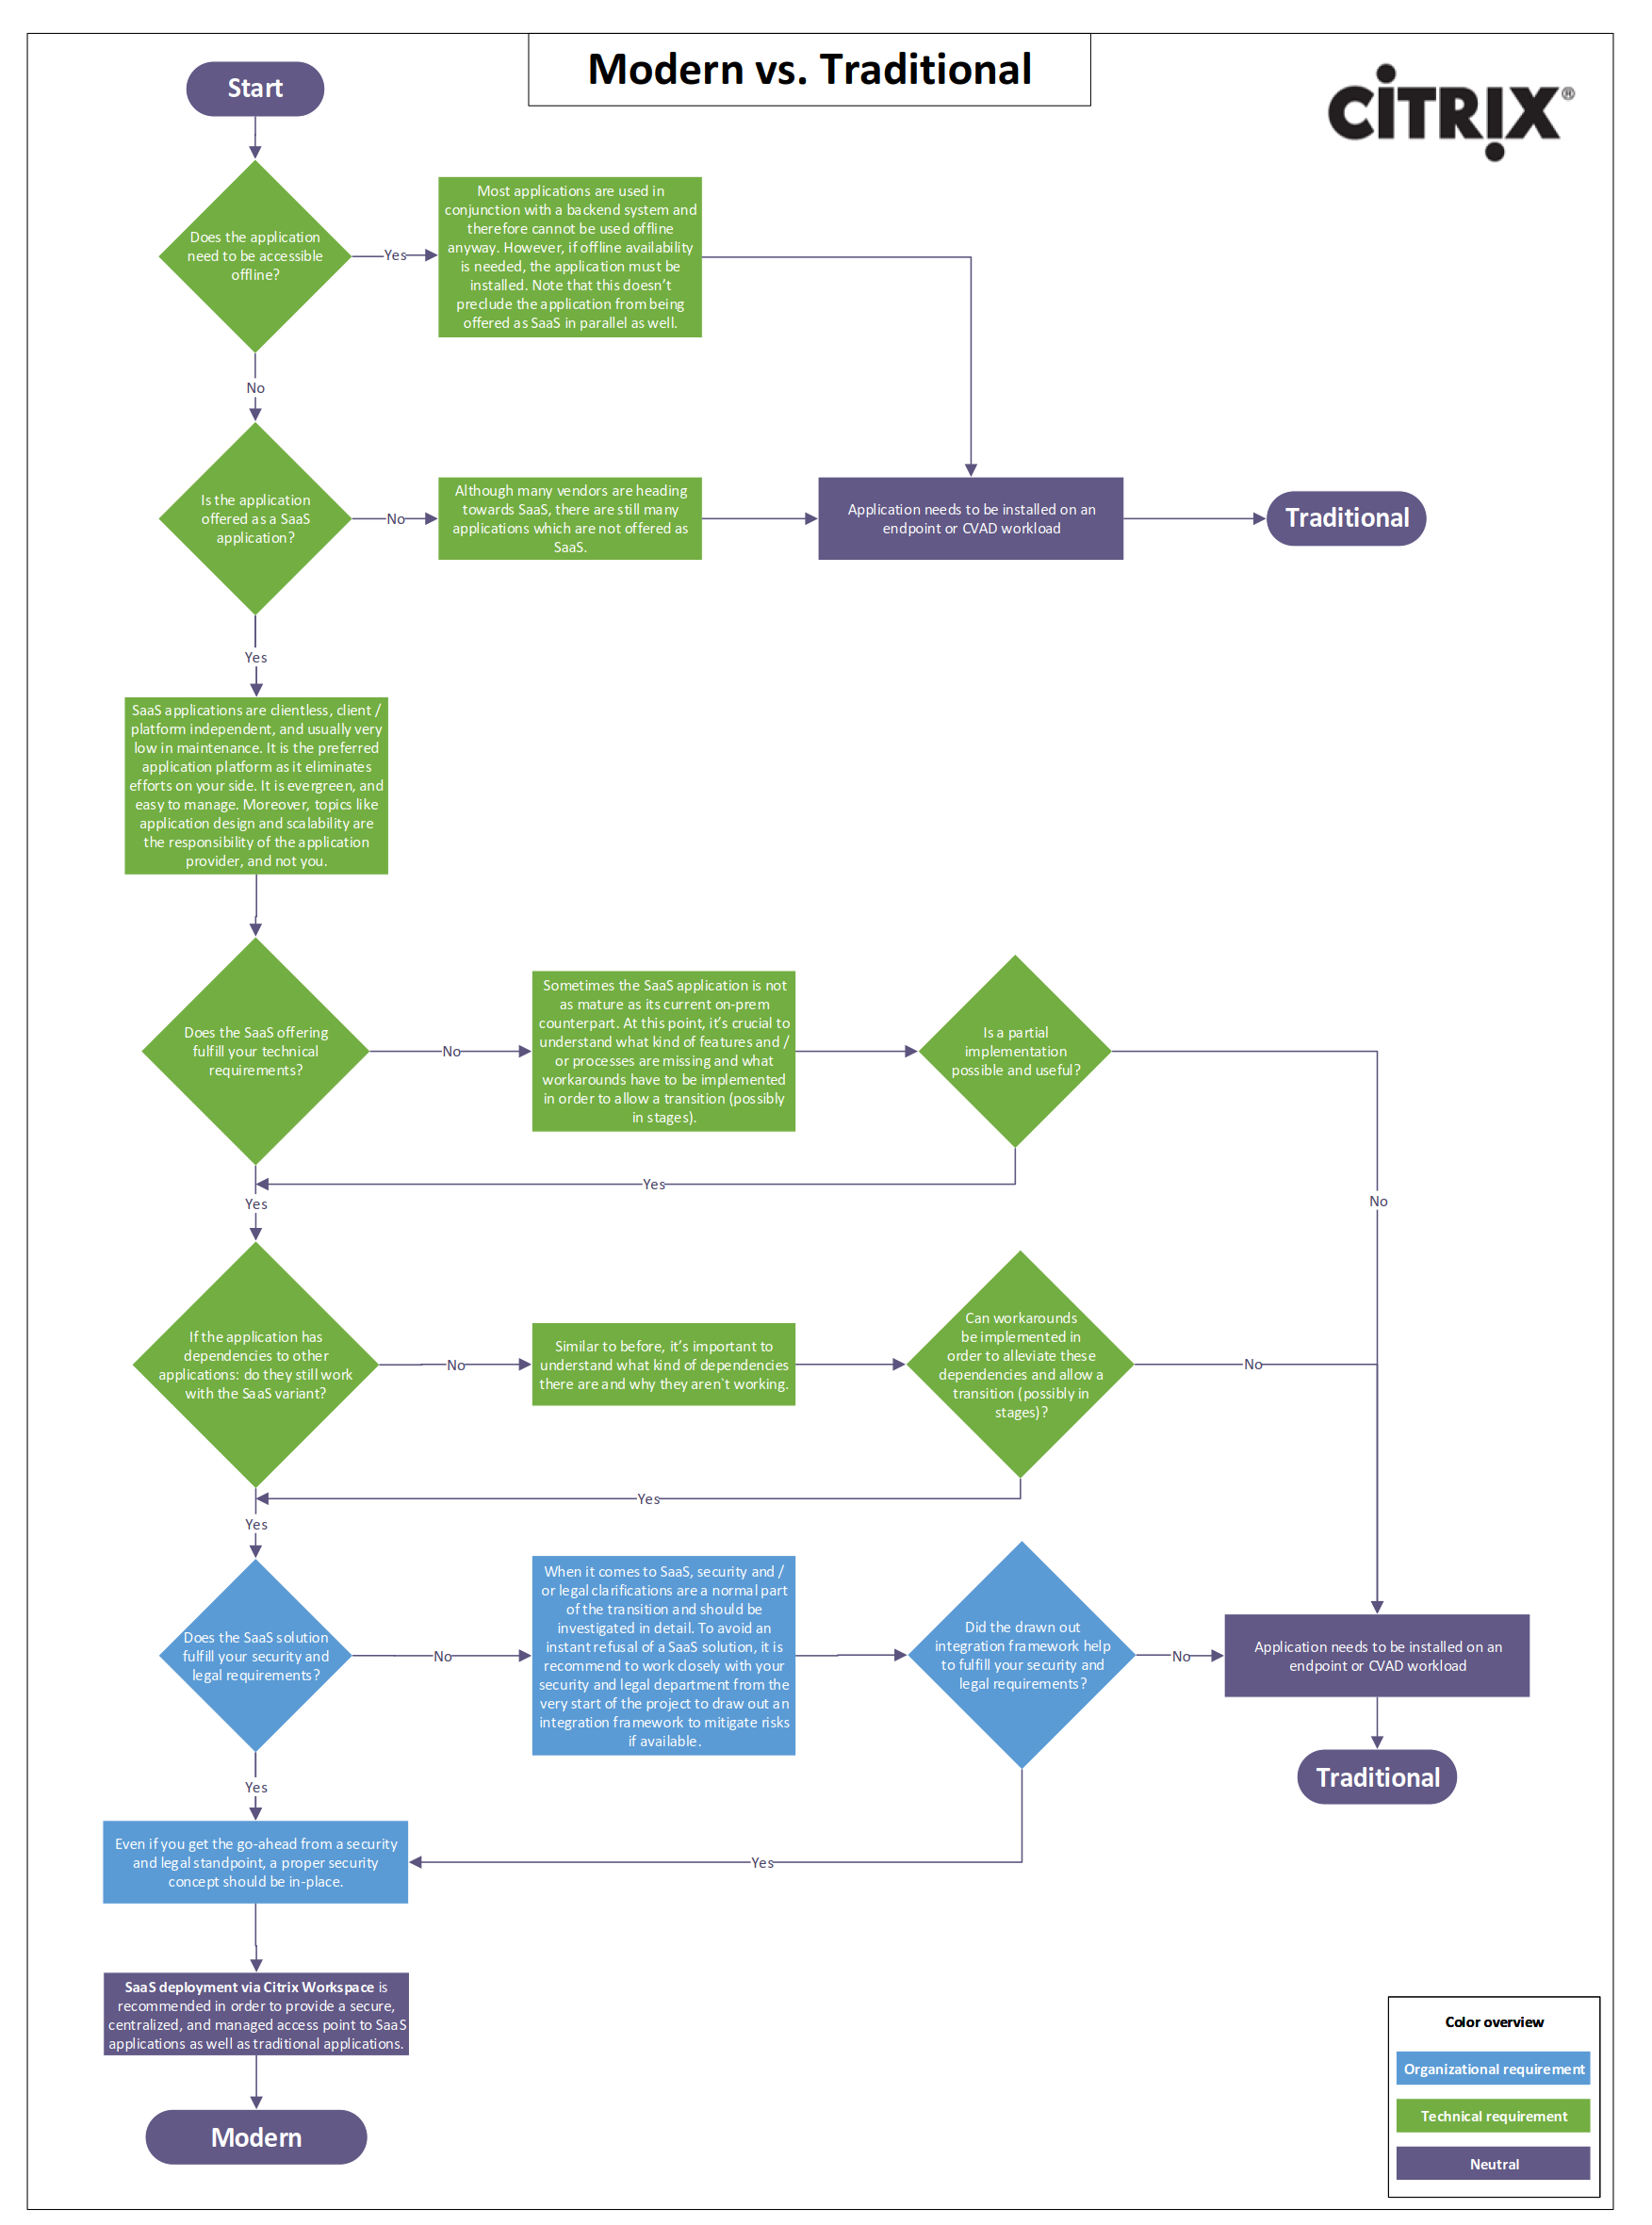 Modern vs. Traditional
CİTRIX®
Start
Does the application
need to be accessible
offline?
Yes
Most applications are used in
conjunction with a backend system and
therefore cannot be used offline
anyway. However, if offline availability
is needed, the application must be
installed. Note that this doesn't
preclude the application from being
offered as SaaS in parallel as well.
No
Is the application
offered as a SaaS
application?
No
Although many vendors are heading
towards SaaS, there are still many
applications which are not offered as
SaaS.
Application needs to be installed on an
endpoint or CVAD workload
Traditional
Yes
SaaS applications are clientless, client /
platform independent, and usually very
low in maintenance. It is the preferred
application platform as it eliminates
efforts on your side. It is evergreen, and
easy to manage. Moreover, topics like
application design and scalability are
the responsibility of the application
provider, and not you.
Does the SaaS offering
fulfill your technical
requirements?
No
Sometimes the SaaS application is not
as mature as its current on-prem
counterpart. At this point, it's crucial to
understand what kind of features and /
or processes are missing and what
workarounds have to be implemented
in order to allow a transition (possibly
in stages).
Is a partial
implementation
possible and useful?
Yes
No
Yes
If the application has
dependencies to other
applications: do they still work
with the SaaS variant?
No
Similar to before, it's important to
understand what kind of dependencies
there are and why they aren`t working.
Can workarounds
be implemented in
order to alleviate these
dependencies and allow a
transition (possibly in
stages)?
No
Yes
Yes
Does the SaaS solution
fulfill your security and
legal requirements?
No
When it comes to SaaS, security and /
or legal clarifications are a normal part
of the transition and should be
investigated in detail. To avoid an
instant refusal of a SaaS solution, it is
recommend to work closely with your
security and legal department from the
very start of the project to draw out an
integration framework to mitigate risks
if available.
Did the drawn out
integration framework help
to fulfill your security and
legal requirements?
No
Application needs to be installed on an
endpoint or CVAD workload
Traditional
Yes
Even if you get the go-ahead from a security
and legal standpoint, a proper security
concept should be in-place.
Yes
SaaS deployment via Citrix Workspace is
recommended in order to provide a secure,
centralized, and managed access point to SaaS
applications as well as traditional applications.
Modern
Color overview
Organizational requirement
Technical requirement
Neutral